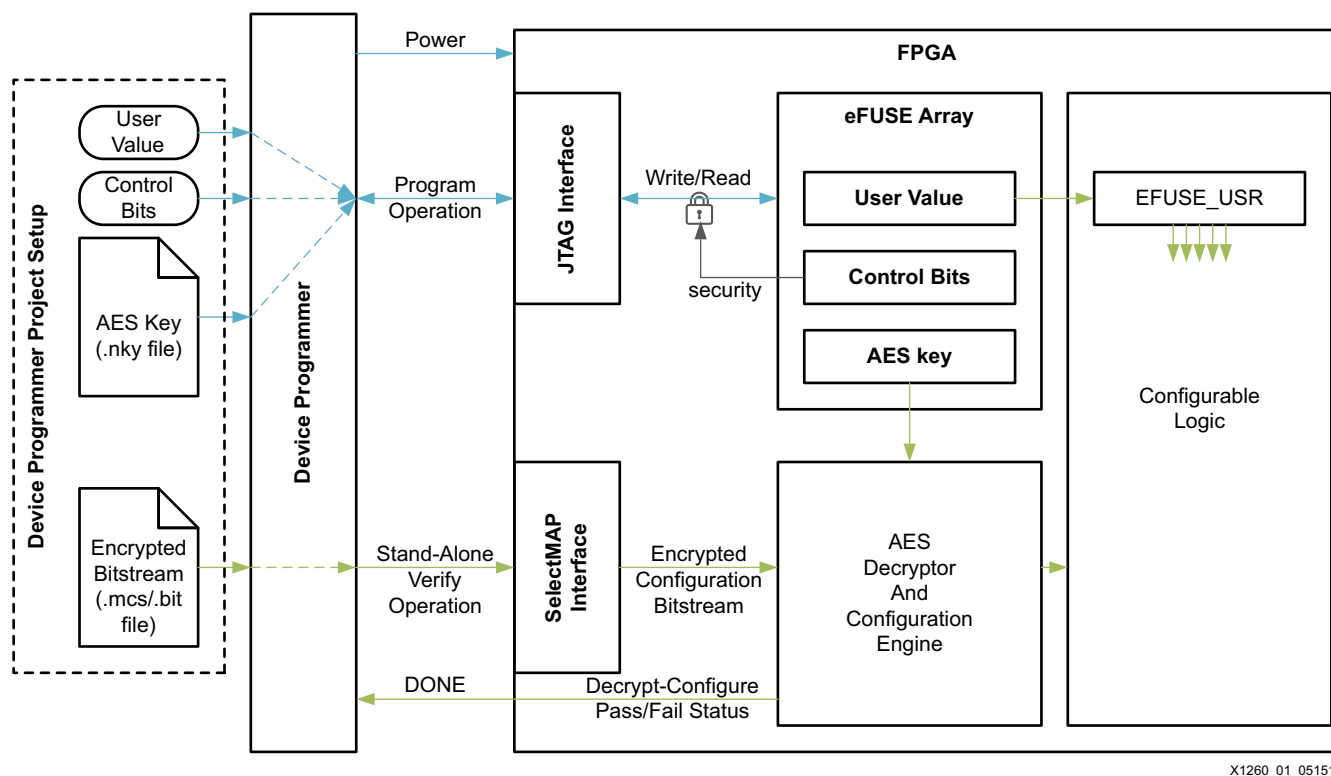 Device Programmer Project Setup
User
Value
Control
Bits
AES Key
(.nky file)
Encrypted
Bitstream
(.mcs/.bit
file)
Device Programmer
Power
Program
Operation
Stand-Alone
Verify
Operation
DONE
FPGA
JTAG Interface
Write/Read
security
eFUSE Array
User Value
Control Bits
AES key
EFUSE_USR
Configurable
Logic
SelectMAP
Interface
Encrypted
Configuration
Bitstream
AES
Decryptor
And
Configuration
Engine
Decrypt-Configure
Pass/Fail Status